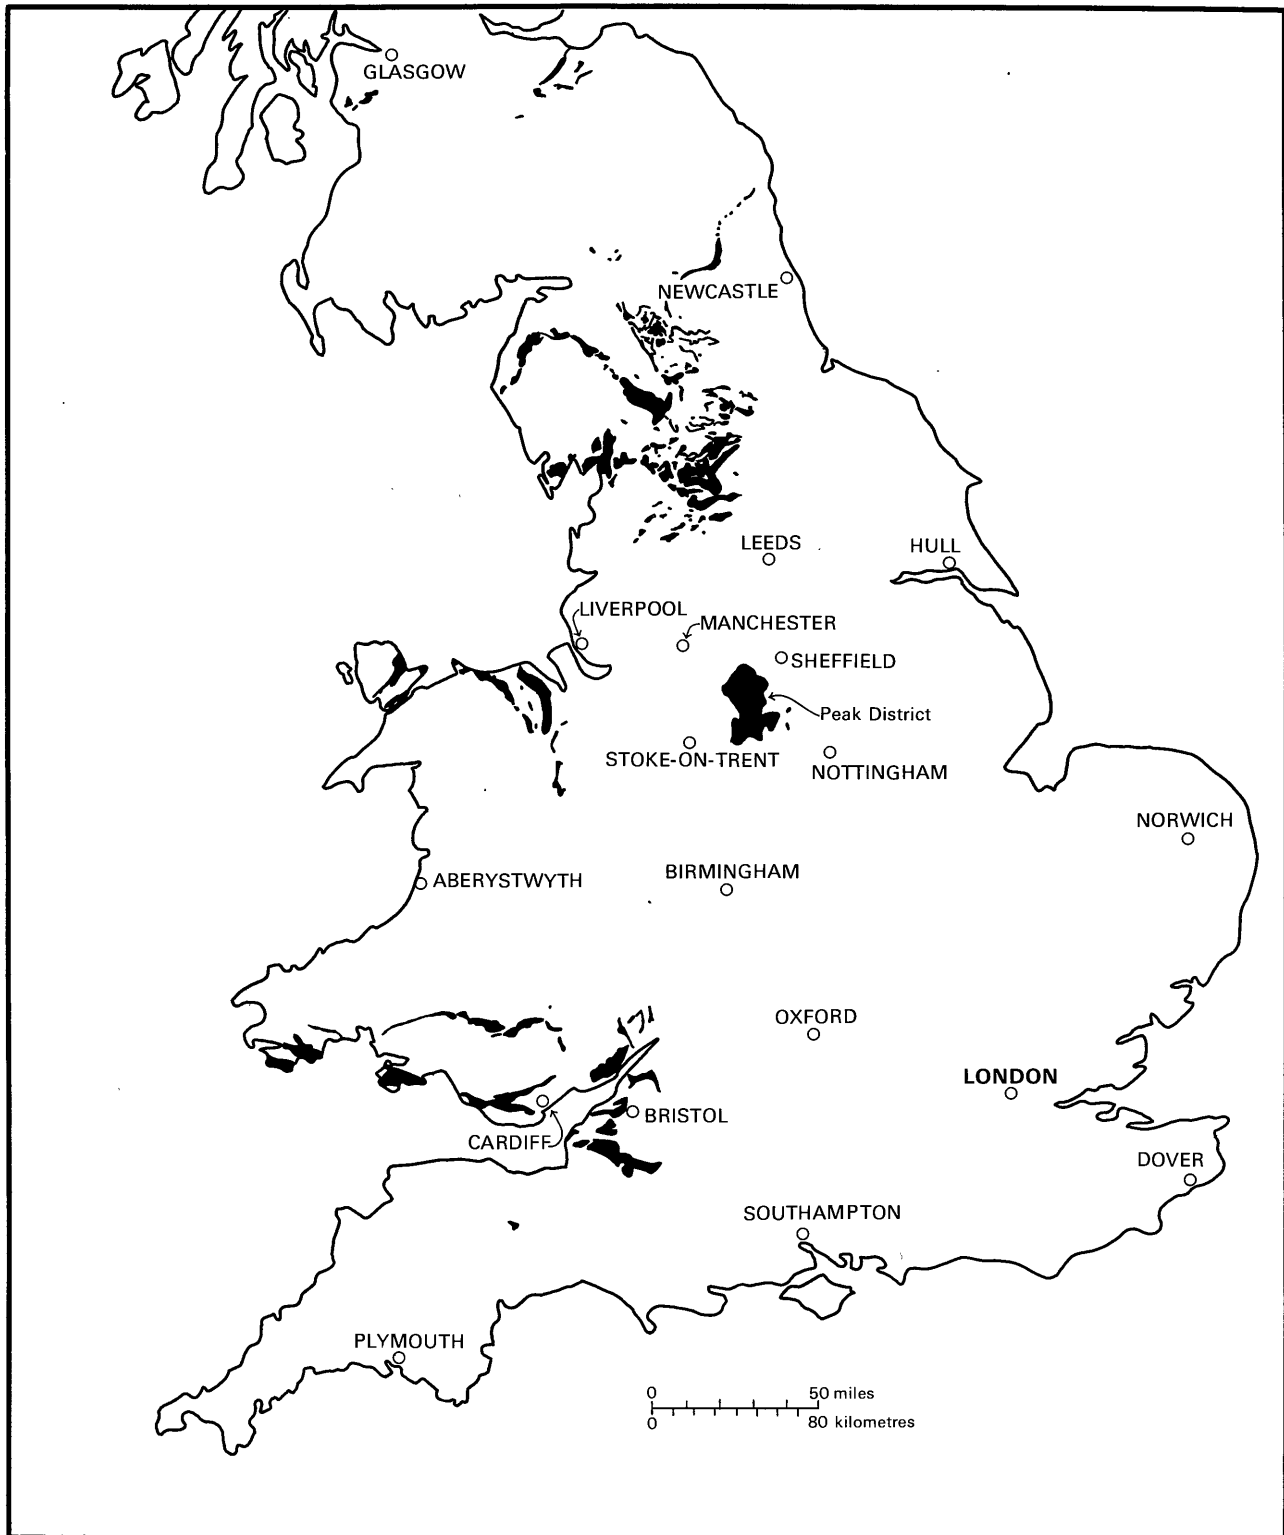 GLASGOW
NEWCASTLE
LEEDS
HULL
LIVERPOOL
MANCHESTER
SHEFFIELD
Peak District
STOKE-ON-TRENT
NOTTINGHAM
NORWICH
ABERYSTWYTH
BIRMINGHAM
OXFORD
LONDON
BRISTOL
CARDIFF
DOVER
SOUTHAMPTON
PLYMOUTH
0 50 miles
0 80 kilometres